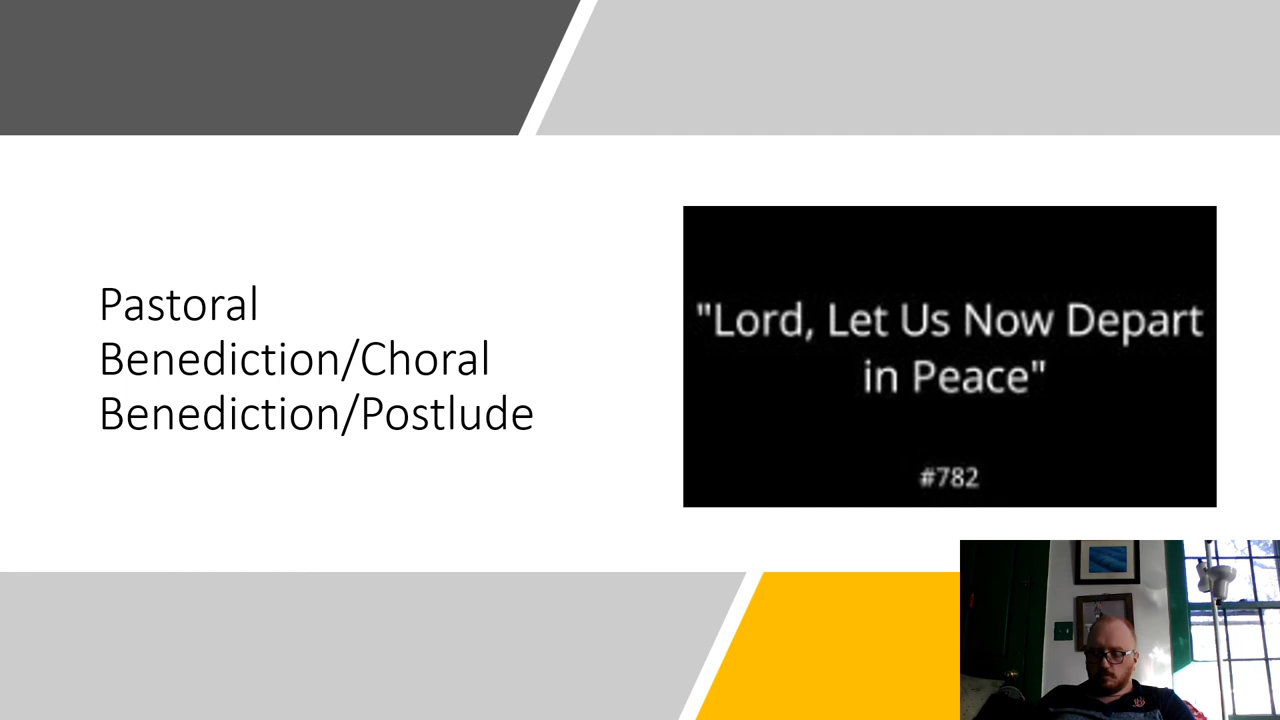 Pastoral
Benediction/Choral
Benediction/Postlude
"Lord, Let Us Now Depart
in Peace"
#782